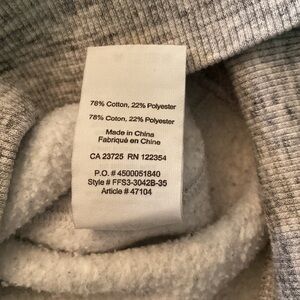 78% Cotton, 22% Polyester
78% Coton, 22% Polyester
Made in China
Fabriqué en Chine
CA 23725 RN 122354
P.O. # 4500051840
Style # FFS3-3042B-35
Article # 47104